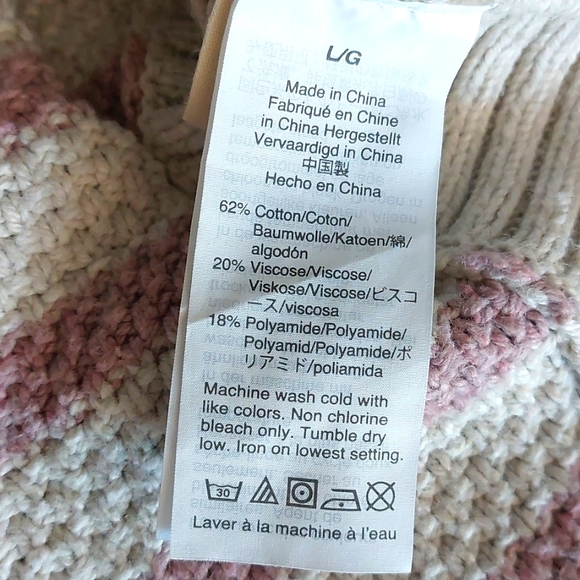 L/G
Made in China
Fabriqué en Chine
in China Hergestellt
Vervaardigd in China
中国製
Hecho en China
62% Cotton/Coton/
Baumwolle/Katoen/綿/
algodón
20% Viscose/Viscose/
Viskose/Viscose/ビスコ
ース/viscosa
18% Polyamide/Polyamide/
Polyamid/Polyamide/ポ
リアミド/poliamida
Machine wash cold with
like colors. Non chlorine
bleach only. Tumble dry
low. Iron on lowest setting.
30
Laver à la machine à l'eau